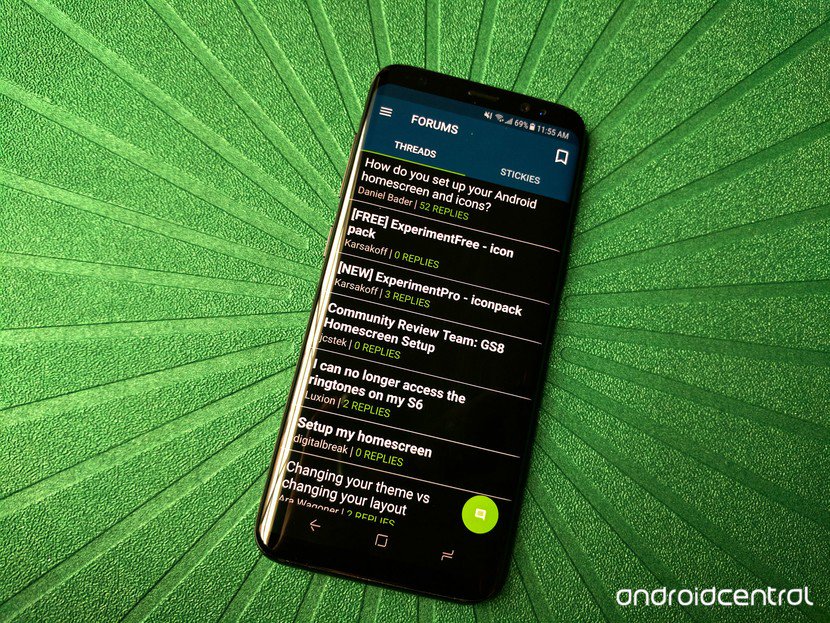 69% 11:55 AM
FORUMS
THREADS STICKIES
How do you set up your Android
homescreen and icons?
Daniel Bader | 52 REPLIES
[FREE] ExperimentFree - icon
pack
Karsakoff | 0 REPLIES
[NEW] ExperimentPro - iconpack
Karsakoff | 3 REPLIES
Community Review Team: GS8
Homescreen Setup
jcstek | 0 REPLIES
I can no longer access the
ringtones on my S6
Luxion | 2 REPLIES
Setup my homescreen
digitalbreak | 0 REPLIES
Changing your theme vs
changing your layout
Ara Wagoner | 2 REPLIES
androidcentral